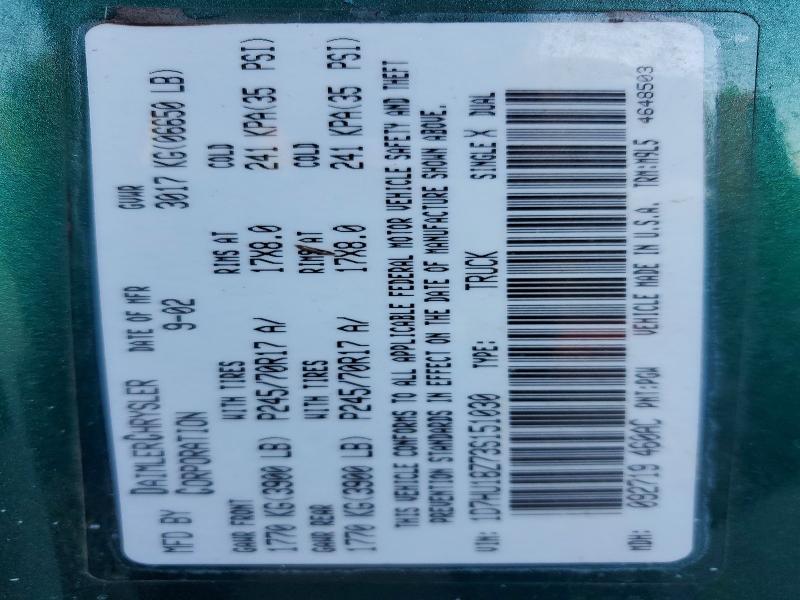 MFD BY DAIMLERCHRYSLER CORPORATION DATE OF MFR 9-02 GVWR 3017 KG(06650 LB)
GAWR FRONT WITH TIRES RIMS AT COLD
1770 KG(3900 LB) P245/70R17 A/ 17X8.0 241 KPA(35 PSI)
GAWR REAR WITH TIRES RIMS AT COLD
1770 KG(3900 LB) P245/70R17 A/ 17X8.0 241 KPA(35 PSI)
THIS VEHICLE CONFORMS TO ALL APPLICABLE FEDERAL MOTOR VEHICLE SAFETY AND THEFT
PREVENTION STANDARDS IN EFFECT ON THE DATE OF MANUFACTURE SHOWN ABOVE.
VIN: 1D7HU18Z73S151030 TYPE: TRUCK SINGLE X DUAL
MDH: 092719 460AC PNT:PGW VEHICLE MADE IN U.S.A. TRM:M9L5 4648503